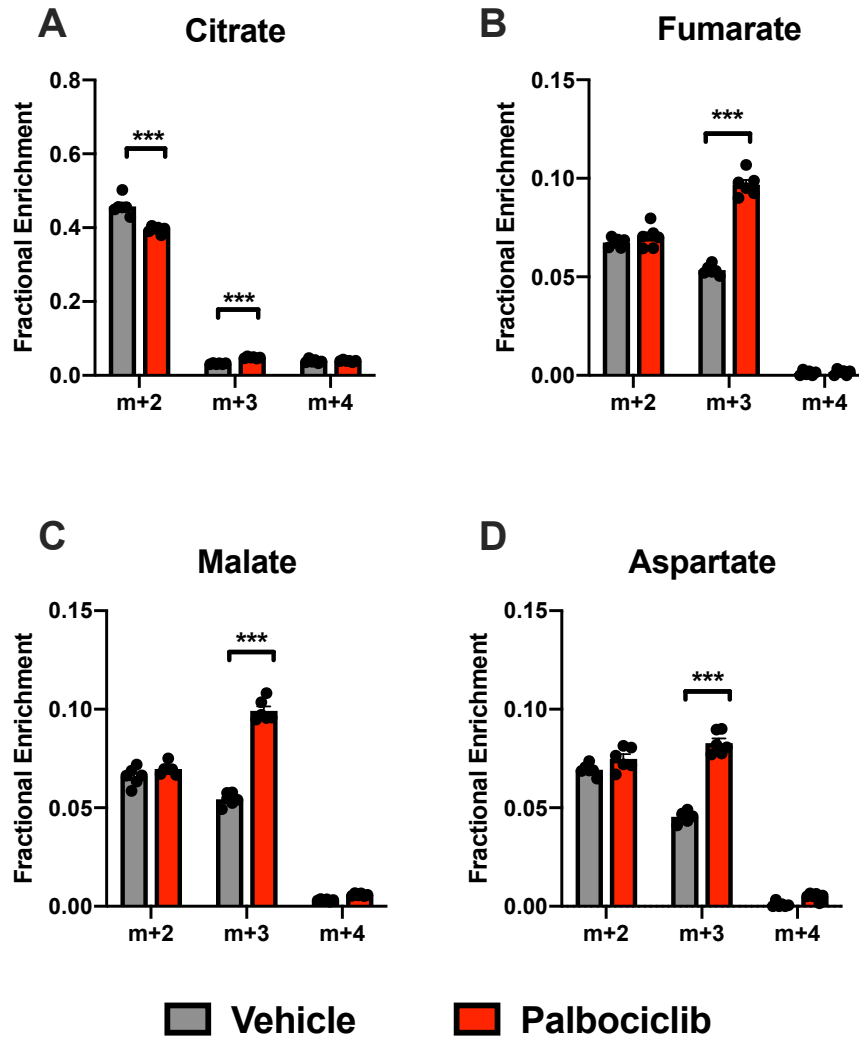 A
Citrate
Fractional Enrichment
0.8
0.6
0.4
0.2
0.0
***
***
m+2
m+3
m+4
B
Fumarate
Fractional Enrichment
0.15
0.10
0.05
0.00
***
m+2
m+3
m+4
C
Malate
Fractional Enrichment
0.15
0.10
0.05
0.00
***
m+2
m+3
m+4
D
Aspartate
Fractional Enrichment
0.15
0.10
0.05
0.00
***
m+2
m+3
m+4
Vehicle
Palbociclib